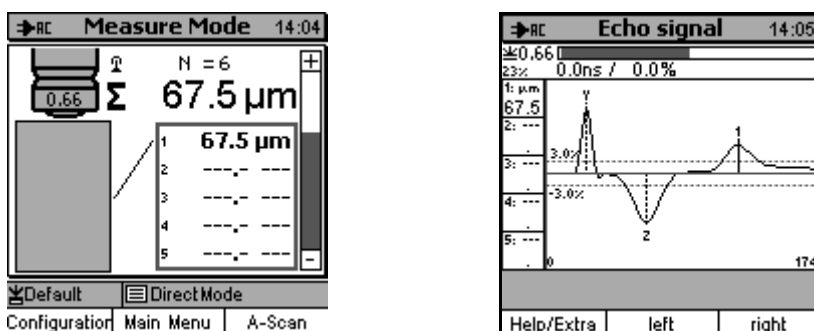 AC Measure Mode 14:04
N = 6
0.66 Σ 67.5 µm
1 67.5 µm
2 ---.- ---
3 ---.- ---
4 ---.- ---
5 ---.- ---
Default Direct Mode
Configuration Main Menu A-Scan
AC Echo signal 14:05
0.66
23% 0.0ns / 0.0%
1: µm
67.5
2: ---
3: ---
4: ---
5: ---
3.0%
-3.0%
1
2
0 174
Help/Extra left right